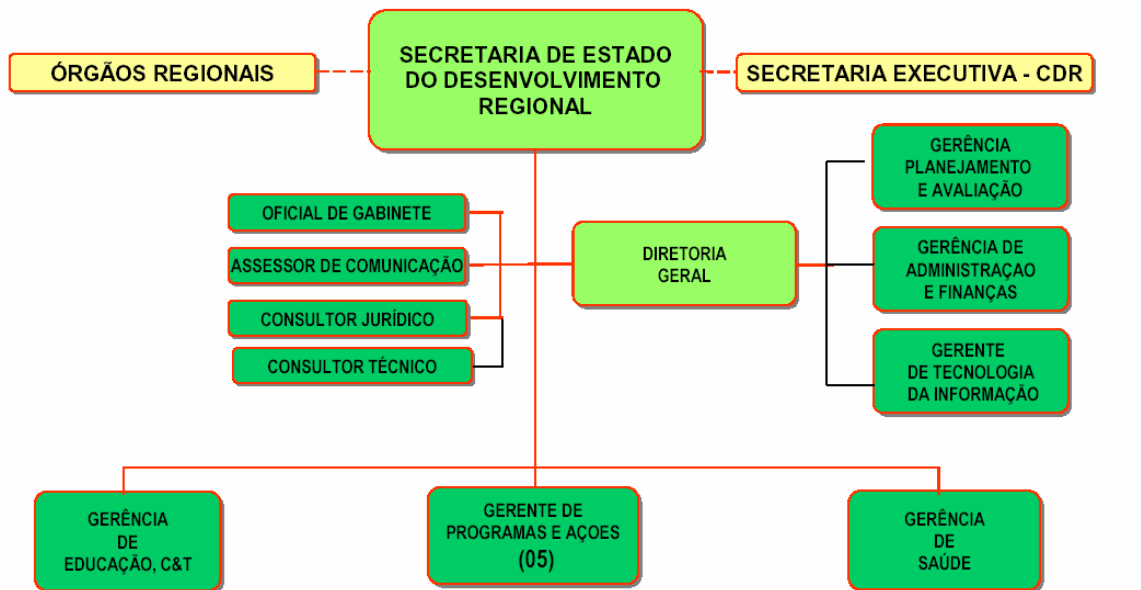 SECRETARIA DE ESTADO
DO DESENVOLVIMENTO
REGIONAL
ÓRGÃOS REGIONAIS
SECRETARIA EXECUTIVA - CDR
OFICIAL DE GABINETE
ASSESSOR DE COMUNICAÇÃO
CONSULTOR JURÍDICO
CONSULTOR TÉCNICO
DIRETORIA
GERAL
GERÊNCIA
PLANEJAMENTO
E AVALIAÇÃO
GERÊNCIA DE
ADMINISTRAÇAO
E FINANÇAS
GERENTE
DE TECNOLOGIA
DA INFORMAÇÃO
GERÊNCIA
DE
EDUCAÇÃO, C&T
GERENTE DE
PROGRAMAS E AÇOES
(05)
GERÊNCIA
DE
SAÚDE